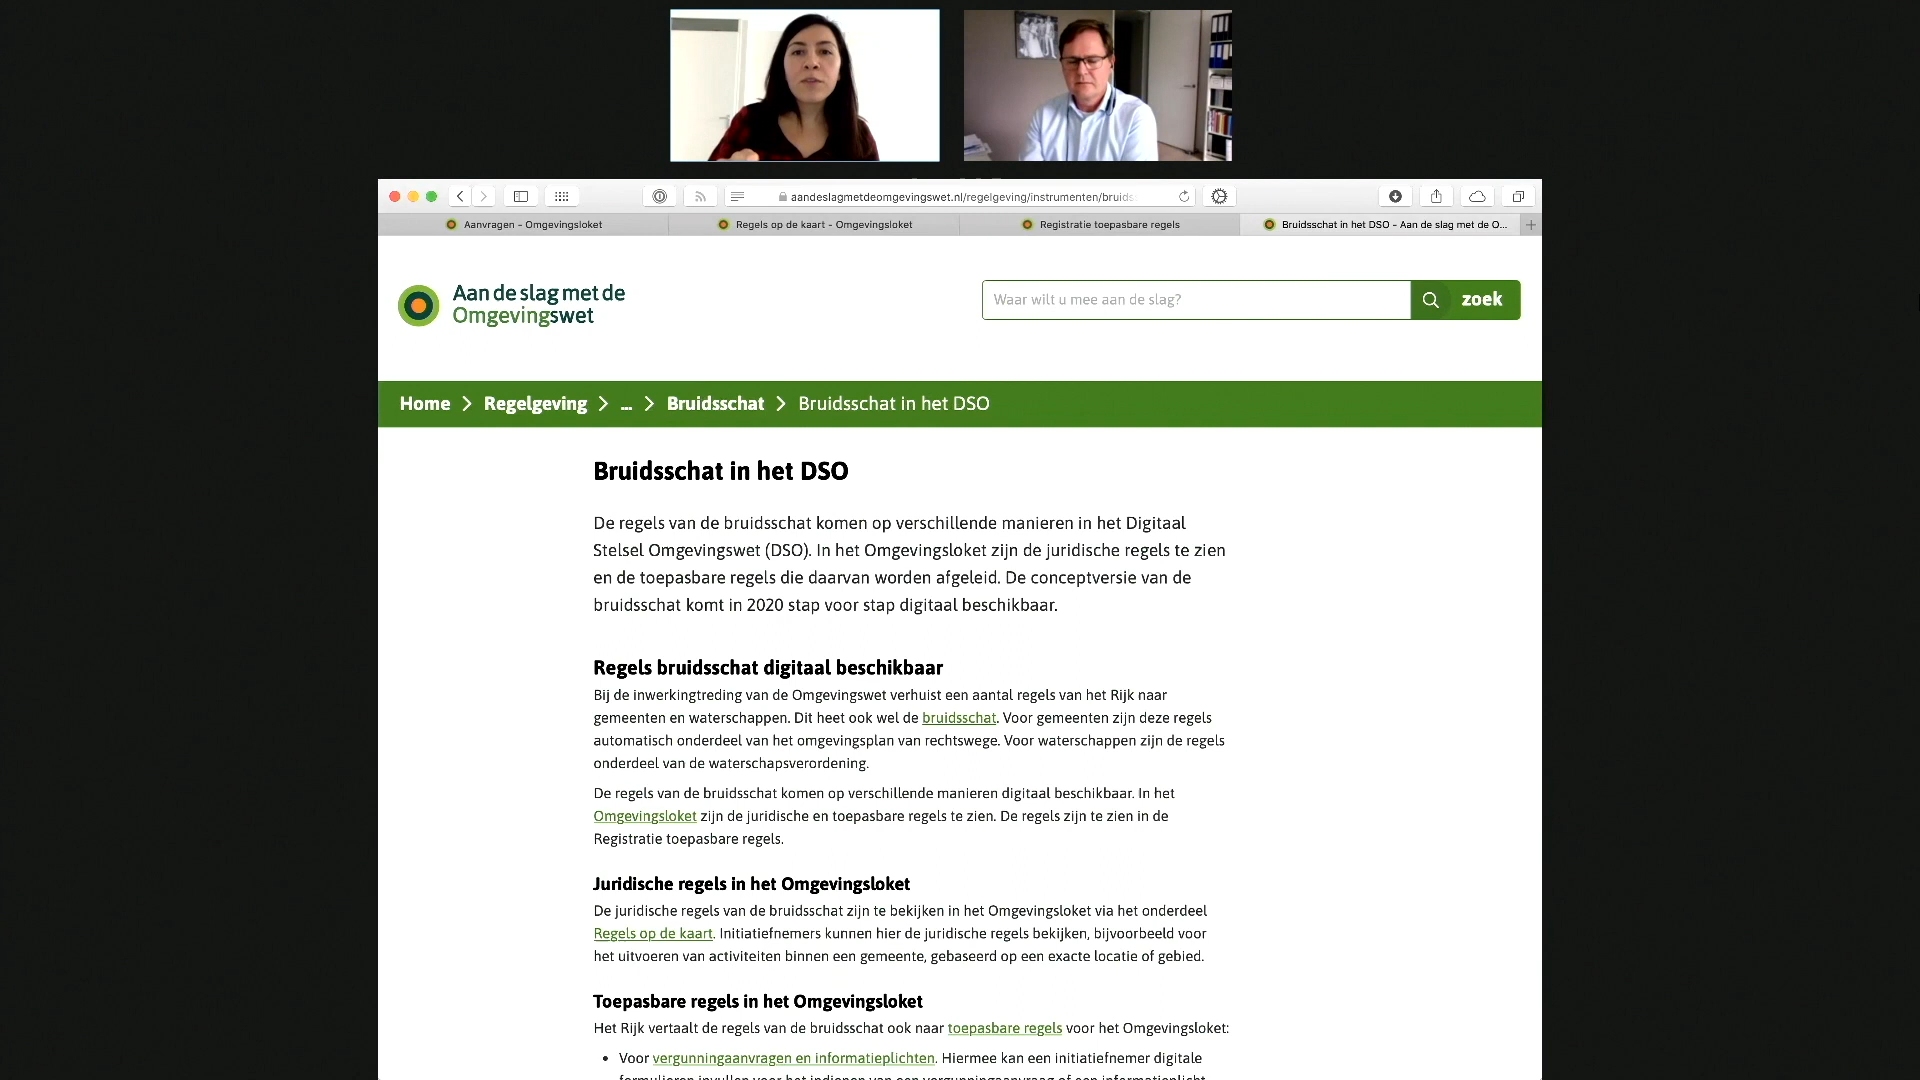 aandeslagmetdeomgevingswet.nl/regelgeving/instrumenten/bruids
Aanvragen - Omgevingsloket
Regels op de kaart - Omgevingsloket
Registratie toepasbare regels
Bruidsschat in het DSO - Aan de slag met de O...
Aan de slag met de
Omgevingswet
Waar wilt u mee aan de slag?
zoek
Home > Regelgeving > ... > Bruidsschat > Bruidsschat in het DSO
Bruidsschat in het DSO
De regels van de bruidsschat komen op verschillende manieren in het Digitaal
Stelsel Omgevingswet (DSO). In het Omgevingsloket zijn de juridische regels te zien
en de toepasbare regels die daarvan worden afgeleid. De conceptversie van de
bruidsschat komt in 2020 stap voor stap digitaal beschikbaar.
Regels bruidsschat digitaal beschikbaar
Bij de inwerkingtreding van de Omgevingswet verhuist een aantal regels van het Rijk naar
gemeenten en waterschappen. Dit heet ook wel de bruidsschat. Voor gemeenten zijn deze regels
automatisch onderdeel van het omgevingsplan van rechtswege. Voor waterschappen zijn de regels
onderdeel van de waterschapsverordening.
De regels van de bruidsschat komen op verschillende manieren digitaal beschikbaar. In het
Omgevingsloket zijn de juridische en toepasbare regels te zien. De regels zijn te zien in de
Registratie toepasbare regels.
Juridische regels in het Omgevingsloket
De juridische regels van de bruidsschat zijn te bekijken in het Omgevingsloket via het onderdeel
Regels op de kaart. Initiatiefnemers kunnen hier de juridische regels bekijken, bijvoorbeeld voor
het uitvoeren van activiteiten binnen een gemeente, gebaseerd op een exacte locatie of gebied.
Toepasbare regels in het Omgevingsloket
Het Rijk vertaalt de regels van de bruidsschat ook naar toepasbare regels voor het Omgevingsloket:
• Voor vergunningaanvragen en informatieplichten. Hiermee kan een initiatiefnemer digitale
formulieren invullen voor het indienen van een vergunningaanvraag of een informatieplicht